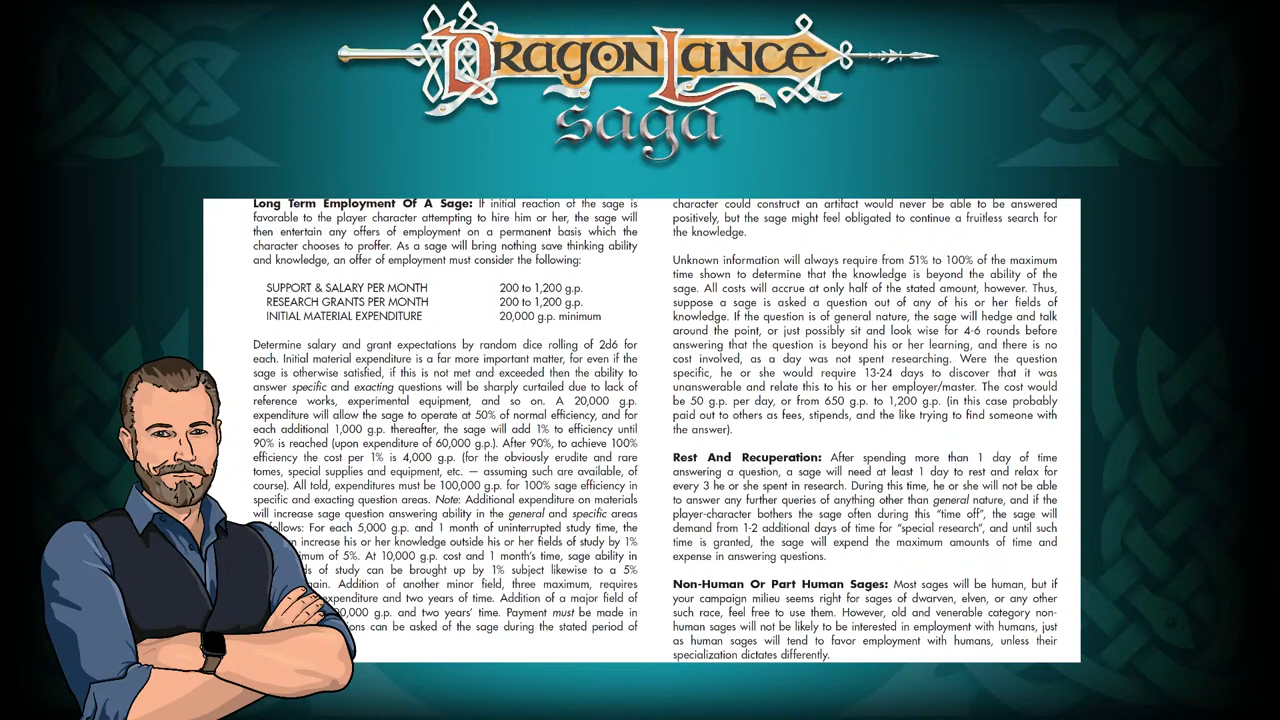 DragonLance
saga
Long Term Employment Of A Sage: If initial reaction of the sage is
favorable to the player character attempting to hire him or her, the sage will
then entertain any offers of employment on a permanent basis which the
character chooses to proffer. As a sage will bring nothing save thinking ability
and knowledge, an offer of employment must consider the following:
SUPPORT & SALARY PER MONTH 200 to 1,200 g.p.
RESEARCH GRANTS PER MONTH 200 to 1,200 g.p.
INITIAL MATERIAL EXPENDITURE 20,000 g.p. minimum
Determine salary and grant expectations by random dice rolling of 2d6 for
each. Initial material expenditure is a far more important matter, for even if the
sage is otherwise satisfied, if this is not met and exceeded then the ability to
answer specific and exacting questions will be sharply curtailed due to lack of
reference works, experimental equipment, and so on. A 20,000 g.p.
expenditure will allow the sage to operate at 50% of normal efficiency, and for
each additional 1,000 g.p. thereafter, the sage will add 1% to efficiency until
90% is reached (upon expenditure of 60,000 g.p.). After 90%, to achieve 100%
efficiency the cost per 1% is 4,000 g.p. (for the obviously erudite and rare
tomes, special supplies and equipment, etc. — assuming such are available, of
course). All told, expenditures must be 100,000 g.p. for 100% sage efficiency in
specific and exacting question areas. Note: Additional expenditure on materials
will increase sage question answering ability in the general and specific areas
follows: For each 5,000 g.p. and 1 month of uninterrupted study time, the
increase his or her knowledge outside his or her fields of study by 1%
of 5%. At 10,000 g.p. cost and 1 month's time, sage ability in
of study can be brought up by 1% subject likewise to a 5%
Addition of another minor field, three maximum, requires
expenditure and two years of time. Addition of a major field of
g.p. and two years' time. Payment must be made in
can be asked of the sage during the stated period of
character could construct an artifact would never be able to be answered
positively, but the sage might feel obligated to continue a fruitless search for
the knowledge.
Unknown information will always require from 51% to 100% of the maximum
time shown to determine that the knowledge is beyond the ability of the
sage. All costs will accrue at only half of the stated amount, however. Thus,
suppose a sage is asked a question out of any of his or her fields of
knowledge. If the question is of general nature, the sage will hedge and talk
around the point, or just possibly sit and look wise for 4-6 rounds before
answering that the question is beyond his or her learning, and there is no
cost involved, as a day was not spent researching. Were the question
specific, he or she would require 13-24 days to discover that it was
unanswerable and relate this to his or her employer/master. The cost would
be 50 g.p. per day, or from 650 g.p. to 1,200 g.p. (in this case probably
paid out to others as fees, stipends, and the like trying to find someone with
the answer).
Rest And Recuperation: After spending more than 1 day of time
answering a question, a sage will need at least 1 day to rest and relax for
every 3 he or she spent in research. During this time, he or she will not be able
to answer any further queries of anything other than general nature, and if the
player-character bothers the sage often during this "time off", the sage will
demand from 1-2 additional days of time for "special research", and until such
time is granted, the sage will expend the maximum amounts of time and
expense in answering questions.
Non-Human Or Part Human Sages: Most sages will be human, but if
your campaign milieu seems right for sages of dwarven, elven, or any other
such race, feel free to use them. However, old and venerable category non-
human sages will not be likely to be interested in employment with humans, just
as human sages will tend to favor employment with humans, unless their
specialization dictates differently.